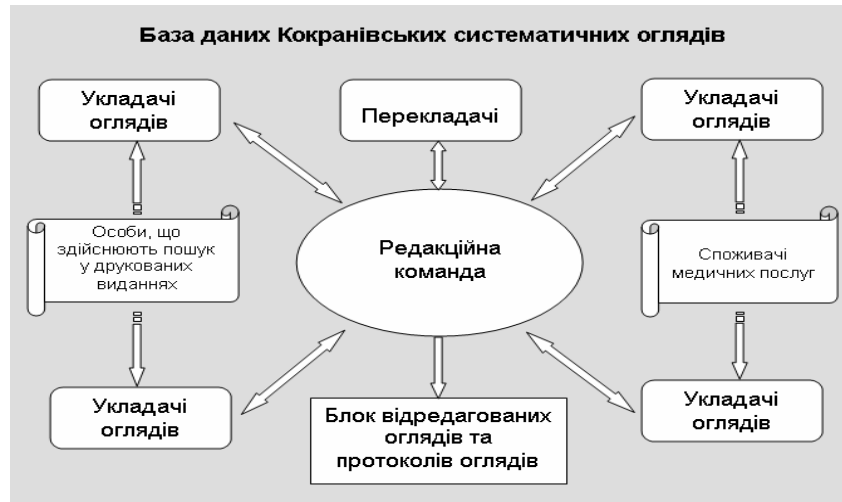 База даних Кокранівських систематичних оглядів
Укладачі
оглядів
Перекладачі
Укладачі
оглядів
Особи, що
здійснюють пошук
у друкованих
виданнях
Редакційна
команда
Споживачі
медичних послуг
Укладачі
оглядів
Блок відредагованих
оглядів та
протоколів оглядів
Укладачі
оглядів